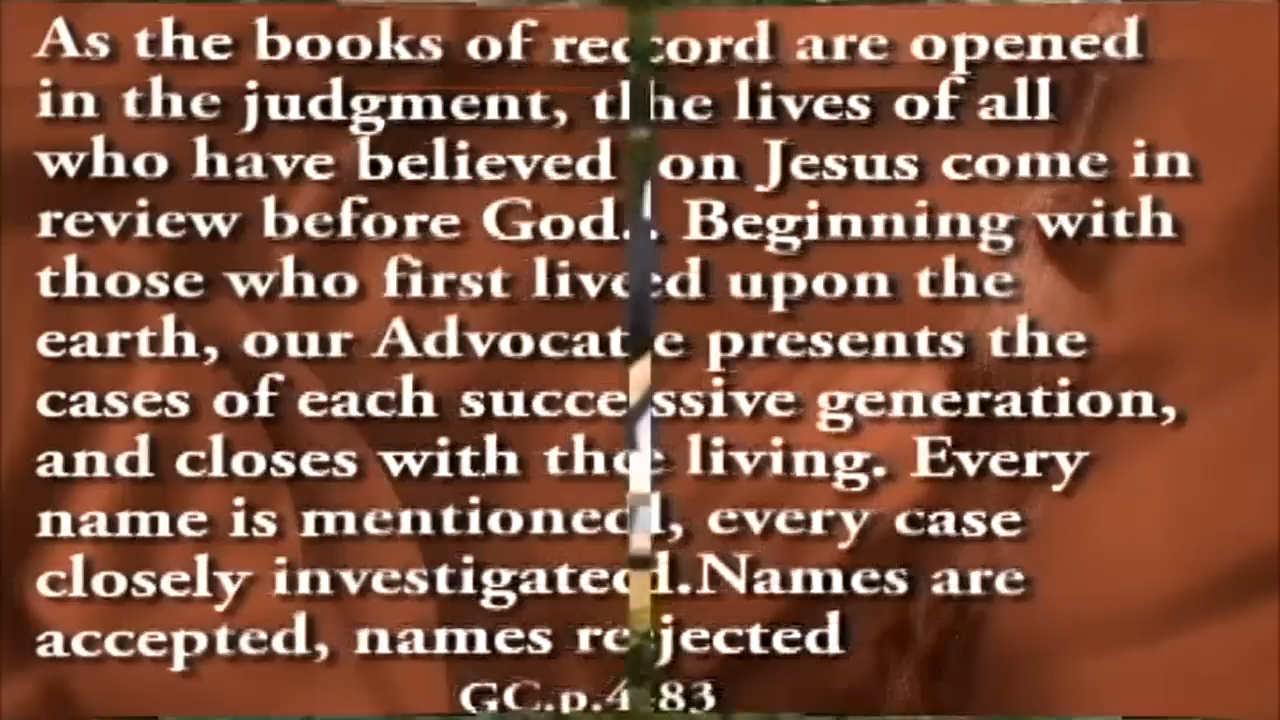 As the books of record are opened
in the judgment, the lives of all
who have believed on Jesus come in
review before God. Beginning with
those who first lived upon the
earth, our Advocate presents the
cases of each successive generation,
and closes with the living. Every
name is mentioned, every case
closely investigated.Names are
accepted, names rejected
GC.p.483